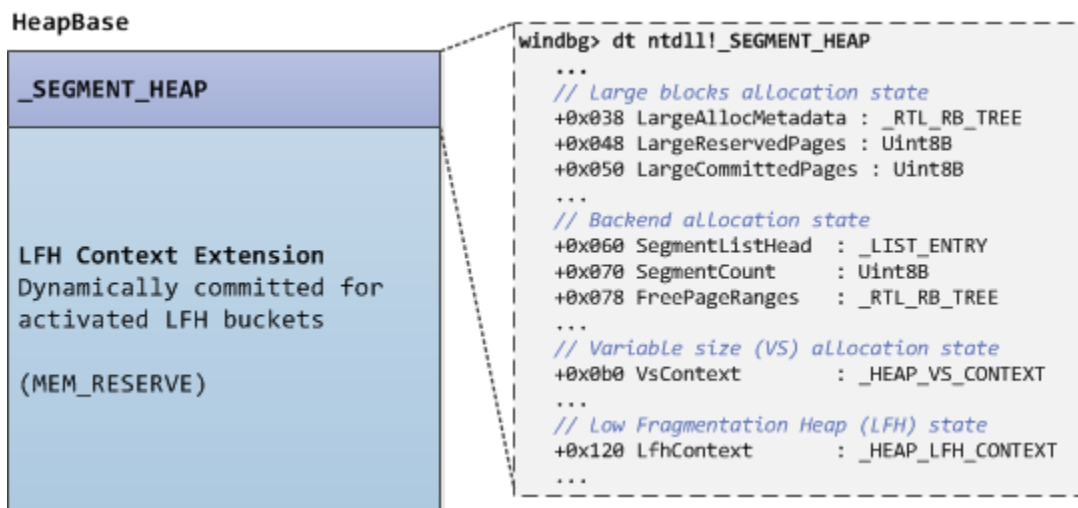 HeapBase
_SEGMENT_HEAP
LFH Context Extension
Dynamically committed for
activated LFH buckets
(MEM_RESERVE)
windbg> dt ntdll!_SEGMENT_HEAP
...
// Large blocks allocation state
+0x038 LargeAllocMetadata : _RTL_RB_TREE
+0x048 LargeReservedPages : Uint8B
+0x050 LargeCommittedPages : Uint8B
...
// Backend allocation state
+0x060 SegmentListHead : _LIST_ENTRY
+0x070 SegmentCount : Uint8B
+0x078 FreePageRanges : _RTL_RB_TREE
...
// Variable size (VS) allocation state
+0x0b0 VsContext : _HEAP_VS_CONTEXT
...
// Low Fragmentation Heap (LFH) state
+0x120 LfhContext : _HEAP_LFH_CONTEXT
...